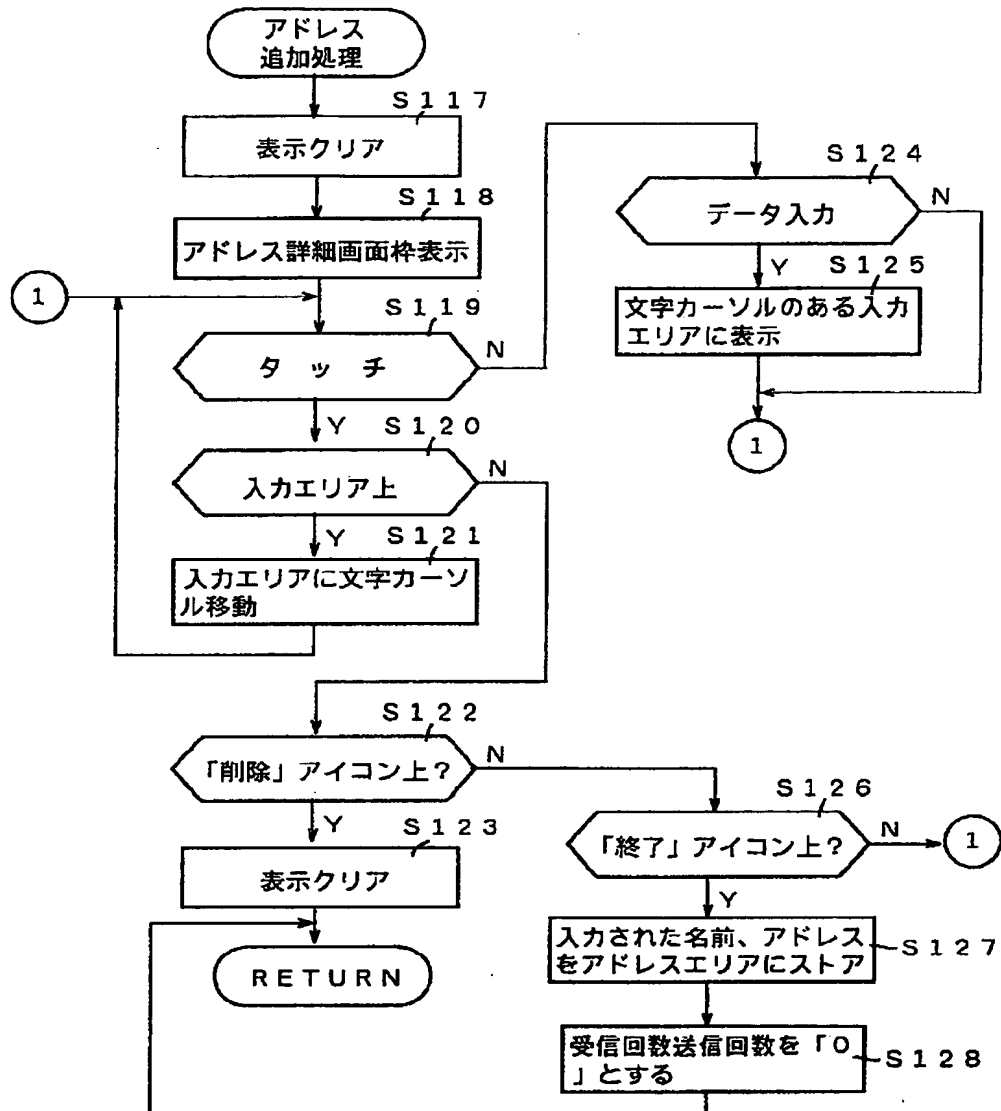 アドレス
追加処理
S117
表示クリア
S118
アドレス詳細画面枠表示
1
S119
タッチ
N
Y
S120
入力エリア上
N
Y
S121
入力エリアに文字カーソ
ル移動
S122
「削除」アイコン上?
N
Y
S123
表示クリア
RETURN
S124
データ入力
N
Y
S125
文字カーソルのある入力
エリアに表示
1
S126
「終了」アイコン上?
N
1
Y
入力された名前、アドレス
をアドレスエリアにストア
S127
受信回数送信回数を「0
」とする
S128